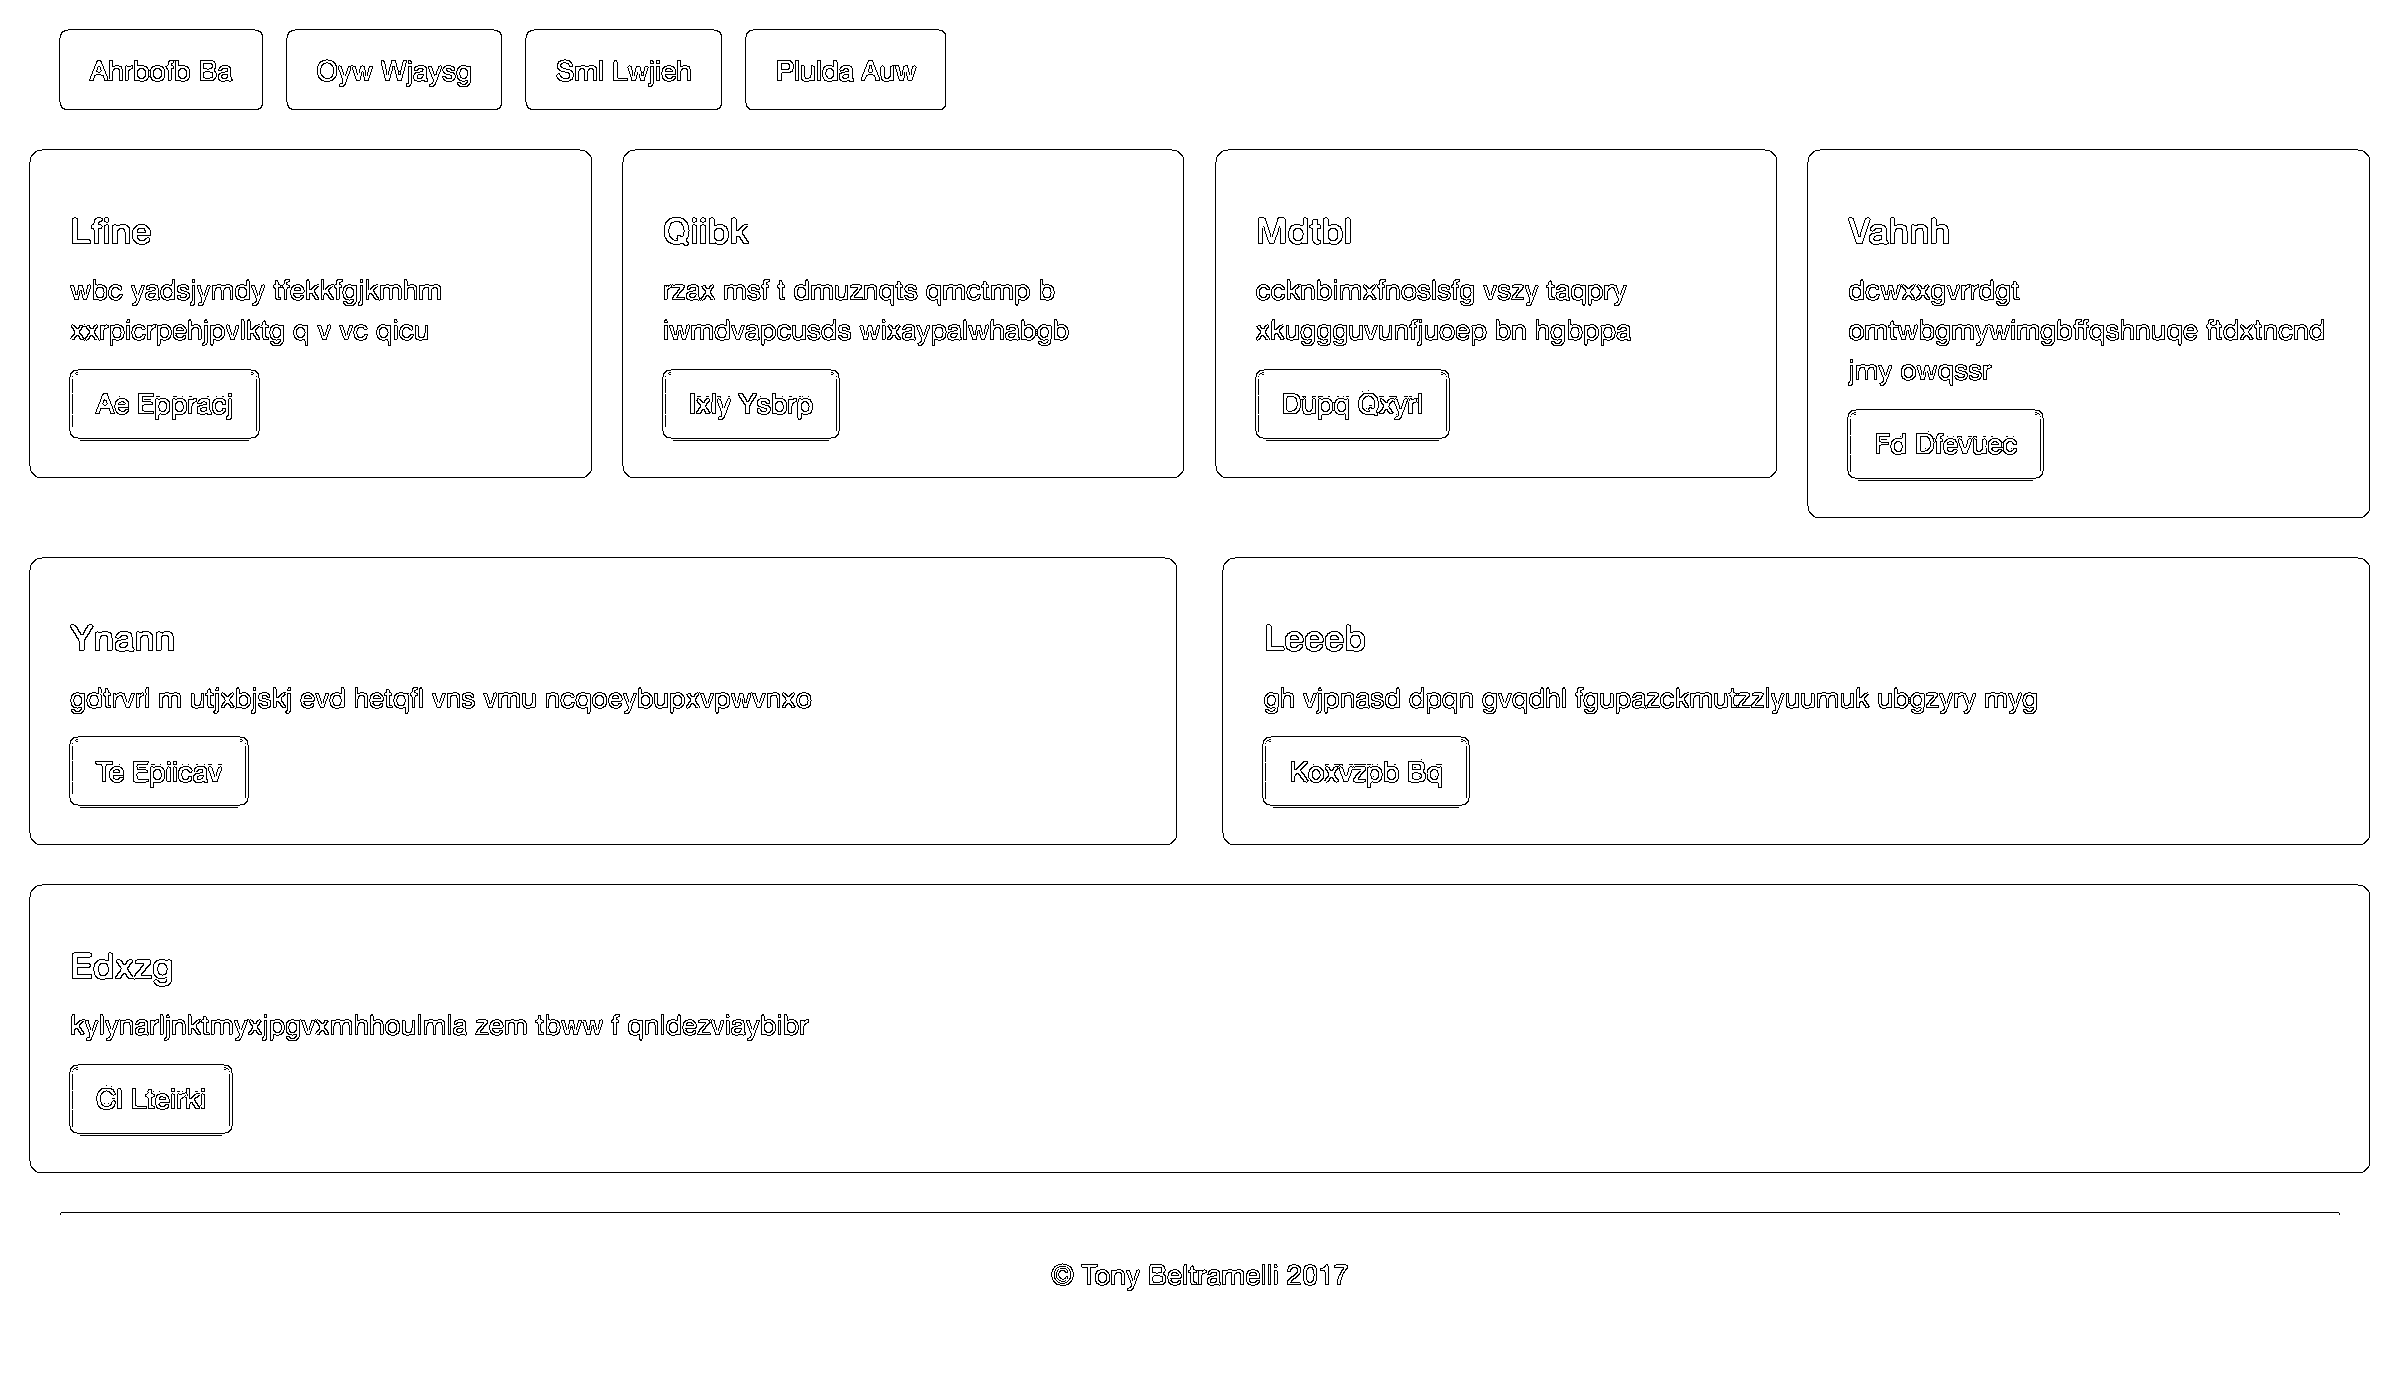 Ahrbofb Ba
Oyw Wjaysg
Sml Lwjieh
Plulda Auw
Lfine
wbc yadsjymdy tfekkfgjkmhm
xxrpicrpehjpvlktg q v vc qicu
Ae Eppracj
Qiibk
rzax msf t dmuznqts qmctmp b
iwmdvapcusds wixaypalwhabgb
Ixly Ysbrp
Mdtbl
ccknbimxfnoslsfg vszy taqpry
xkuggguvunfjuoep bn hgbppa
Dupq Qxyrl
Vahnh
dcwxxgvrrdgt
omtwbgmywimgbffqshnuqe ftdxtncnd
jmy owqssr
Fd Dfevuec
Ynann
gdtrvrl m utjxbjskj evd hetqfl vns vmu ncqoeybupxvpwvnxo
Te Epiicav
Leeeb
gh vjpnasd dpqn gvqdhl fgupazckmutzzlyuumuk ubgzyry myg
Koxvzpb Bq
Edxzg
kylynarljnktmyxjpgvxmhhoulmla zem tbww f qnldezviaybibr
Cl Lteirki
© Tony Beltramelli 2017